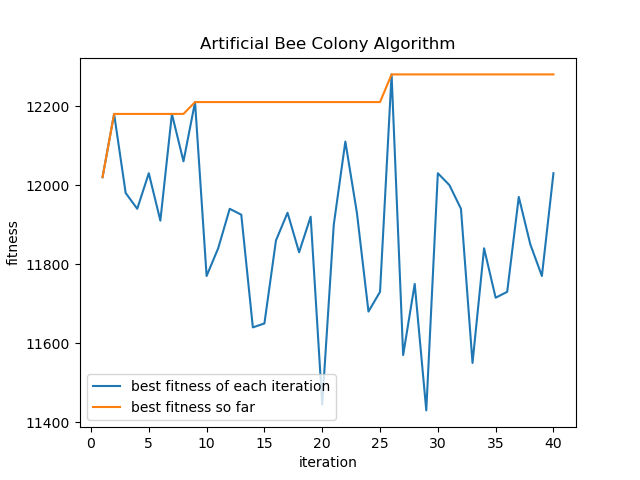 Artificial Bee Colony Algorithm
12200
12000
11800
11600
11400
fitness
best fitness of each iteration
best fitness so far
0 5 10 15 20 25 30 35 40
iteration